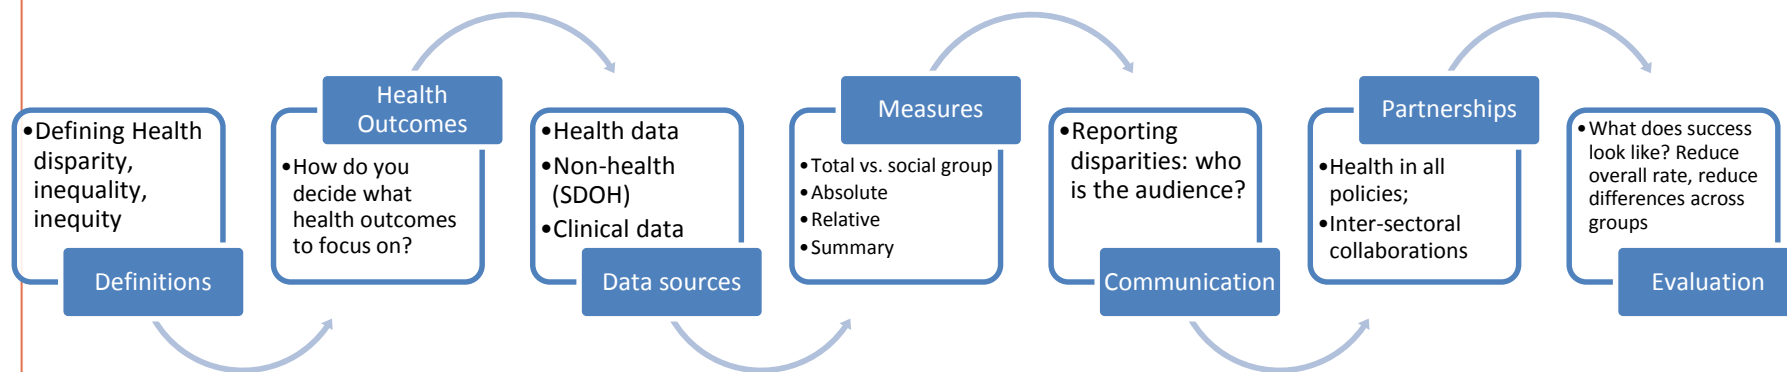 •Defining Health
disparity,
inequality,
inequity
Definitions
Health
Outcomes
•How do you
decide what
health outcomes
to focus on?
•Health data
•Non-health
(SDOH)
•Clinical data
Data sources
Measures
•Total vs. social group
•Absolute
•Relative
•Summary
•Reporting
disparities: who
is the audience?
Communication
Partnerships
•Health in all
policies;
•Inter-sectoral
collaborations
•What does success
look like? Reduce
overall rate, reduce
differences across
groups
Evaluation